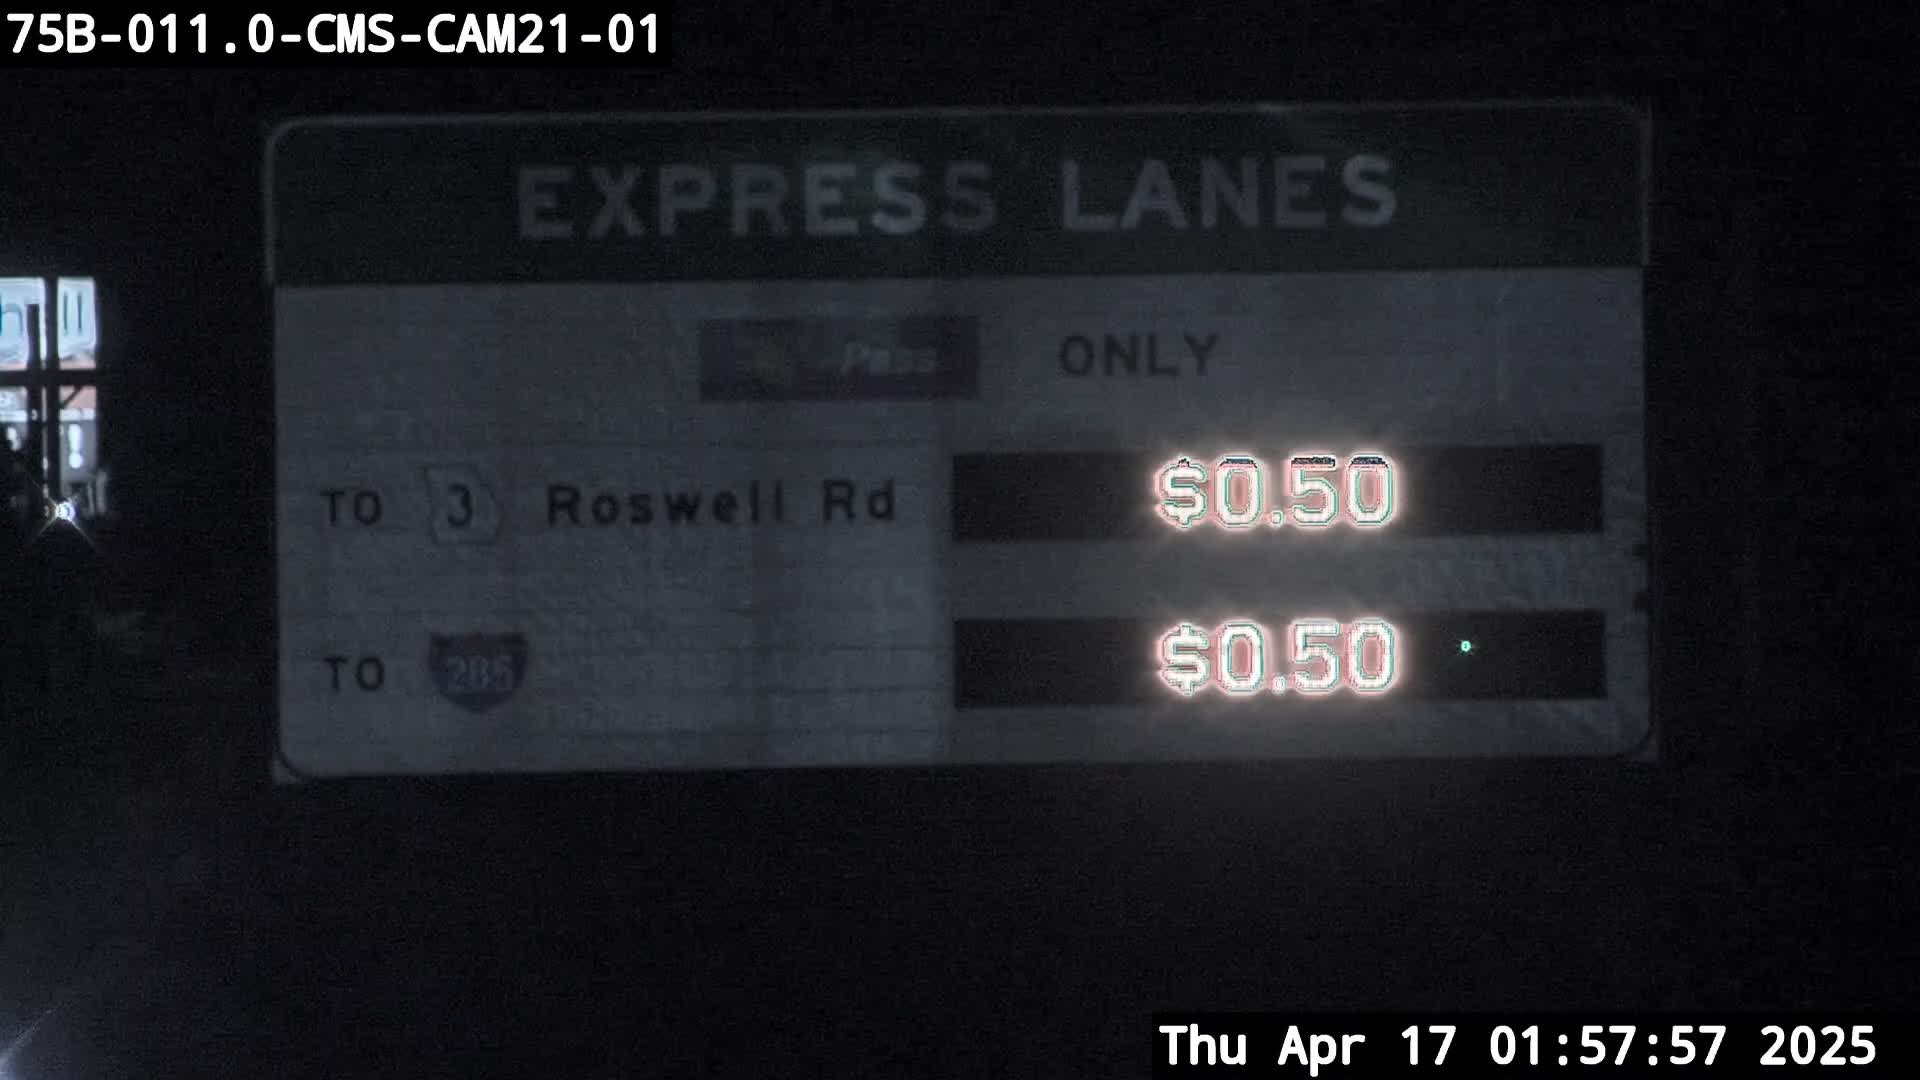 75B-011.0-CMS-CAM21-01
EXPRESS LANES
Pass ONLY
TO 3 Roswell Rd $0.50
TO 285 $0.50
Thu Apr 17 01:57:57 2025